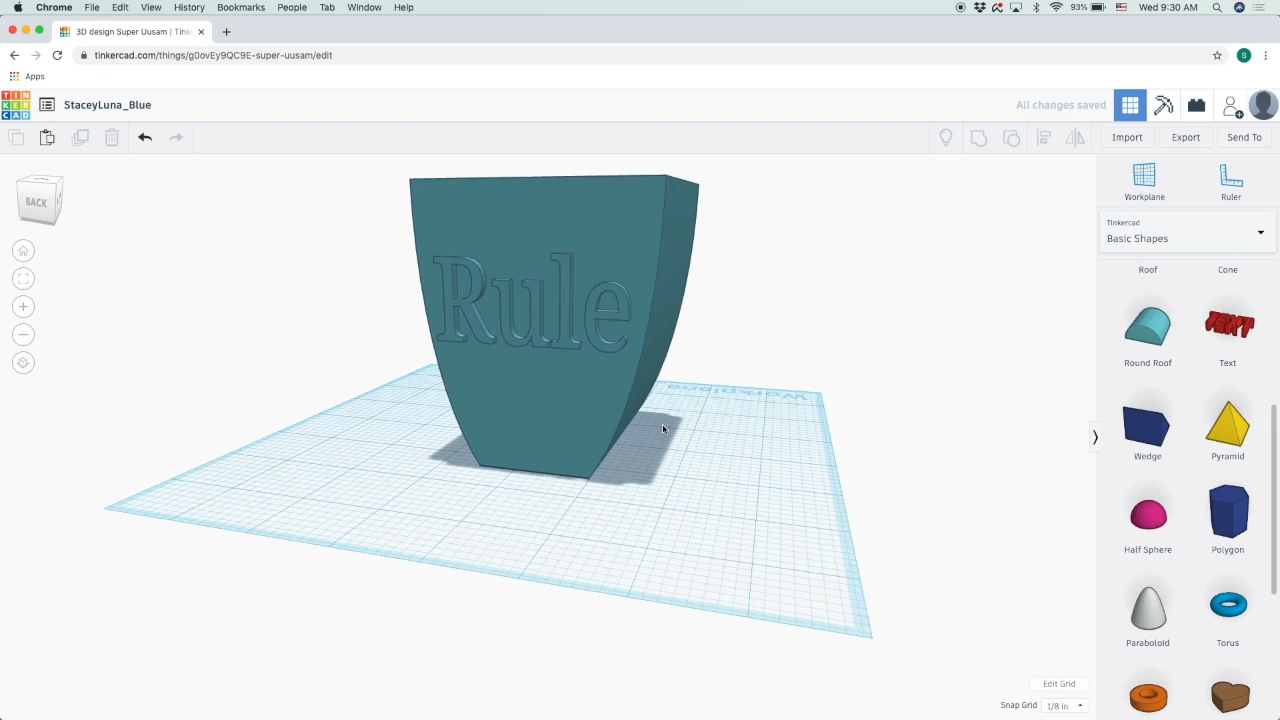 Chrome File Edit View History Bookmarks People Tab Window Help 93% Wed 9:30 AM
3D design Super Uusam | Tink
tinkercad.com/things/g0ovEy9QC9E-super-uusam/edit S
Apps
TIN
KER
CAD
StaceyLuna_Blue
All changes saved
Import Export Send To
BACK
Workplane Ruler
Tinkercad
Basic Shapes
Roof Cone
TEXT
Round Roof Text
Wedge Pyramid
Half Sphere Polygon
Paraboloid Torus
Rule
Workplane
Edit Grid
Snap Grid 1/8 in